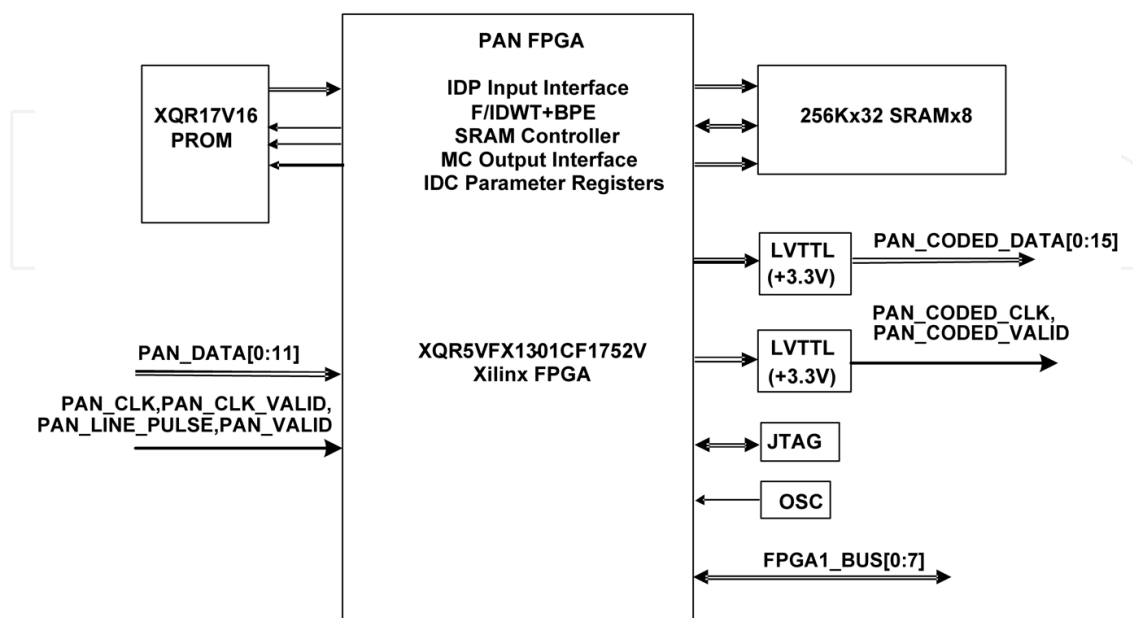 PAN FPGA
IDP Input Interface
F/IDWT+BPE
SRAM Controller
MC Output Interface
IDC Parameter Registers
XQR5VFX1301CF1752V
Xilinx FPGA
XQR17V16
PROM
PAN_DATA[0:11]
PAN_CLK,PAN_CLK_VALID,
PAN_LINE_PULSE,PAN_VALID
256Kx32 SRAMx8
LVTTL
(+3.3V)
PAN_CODED_DATA[0:15]
LVTTL
(+3.3V)
PAN_CODED_CLK,
PAN_CODED_VALID
JTAG
OSC
FPGA1_BUS[0:7]